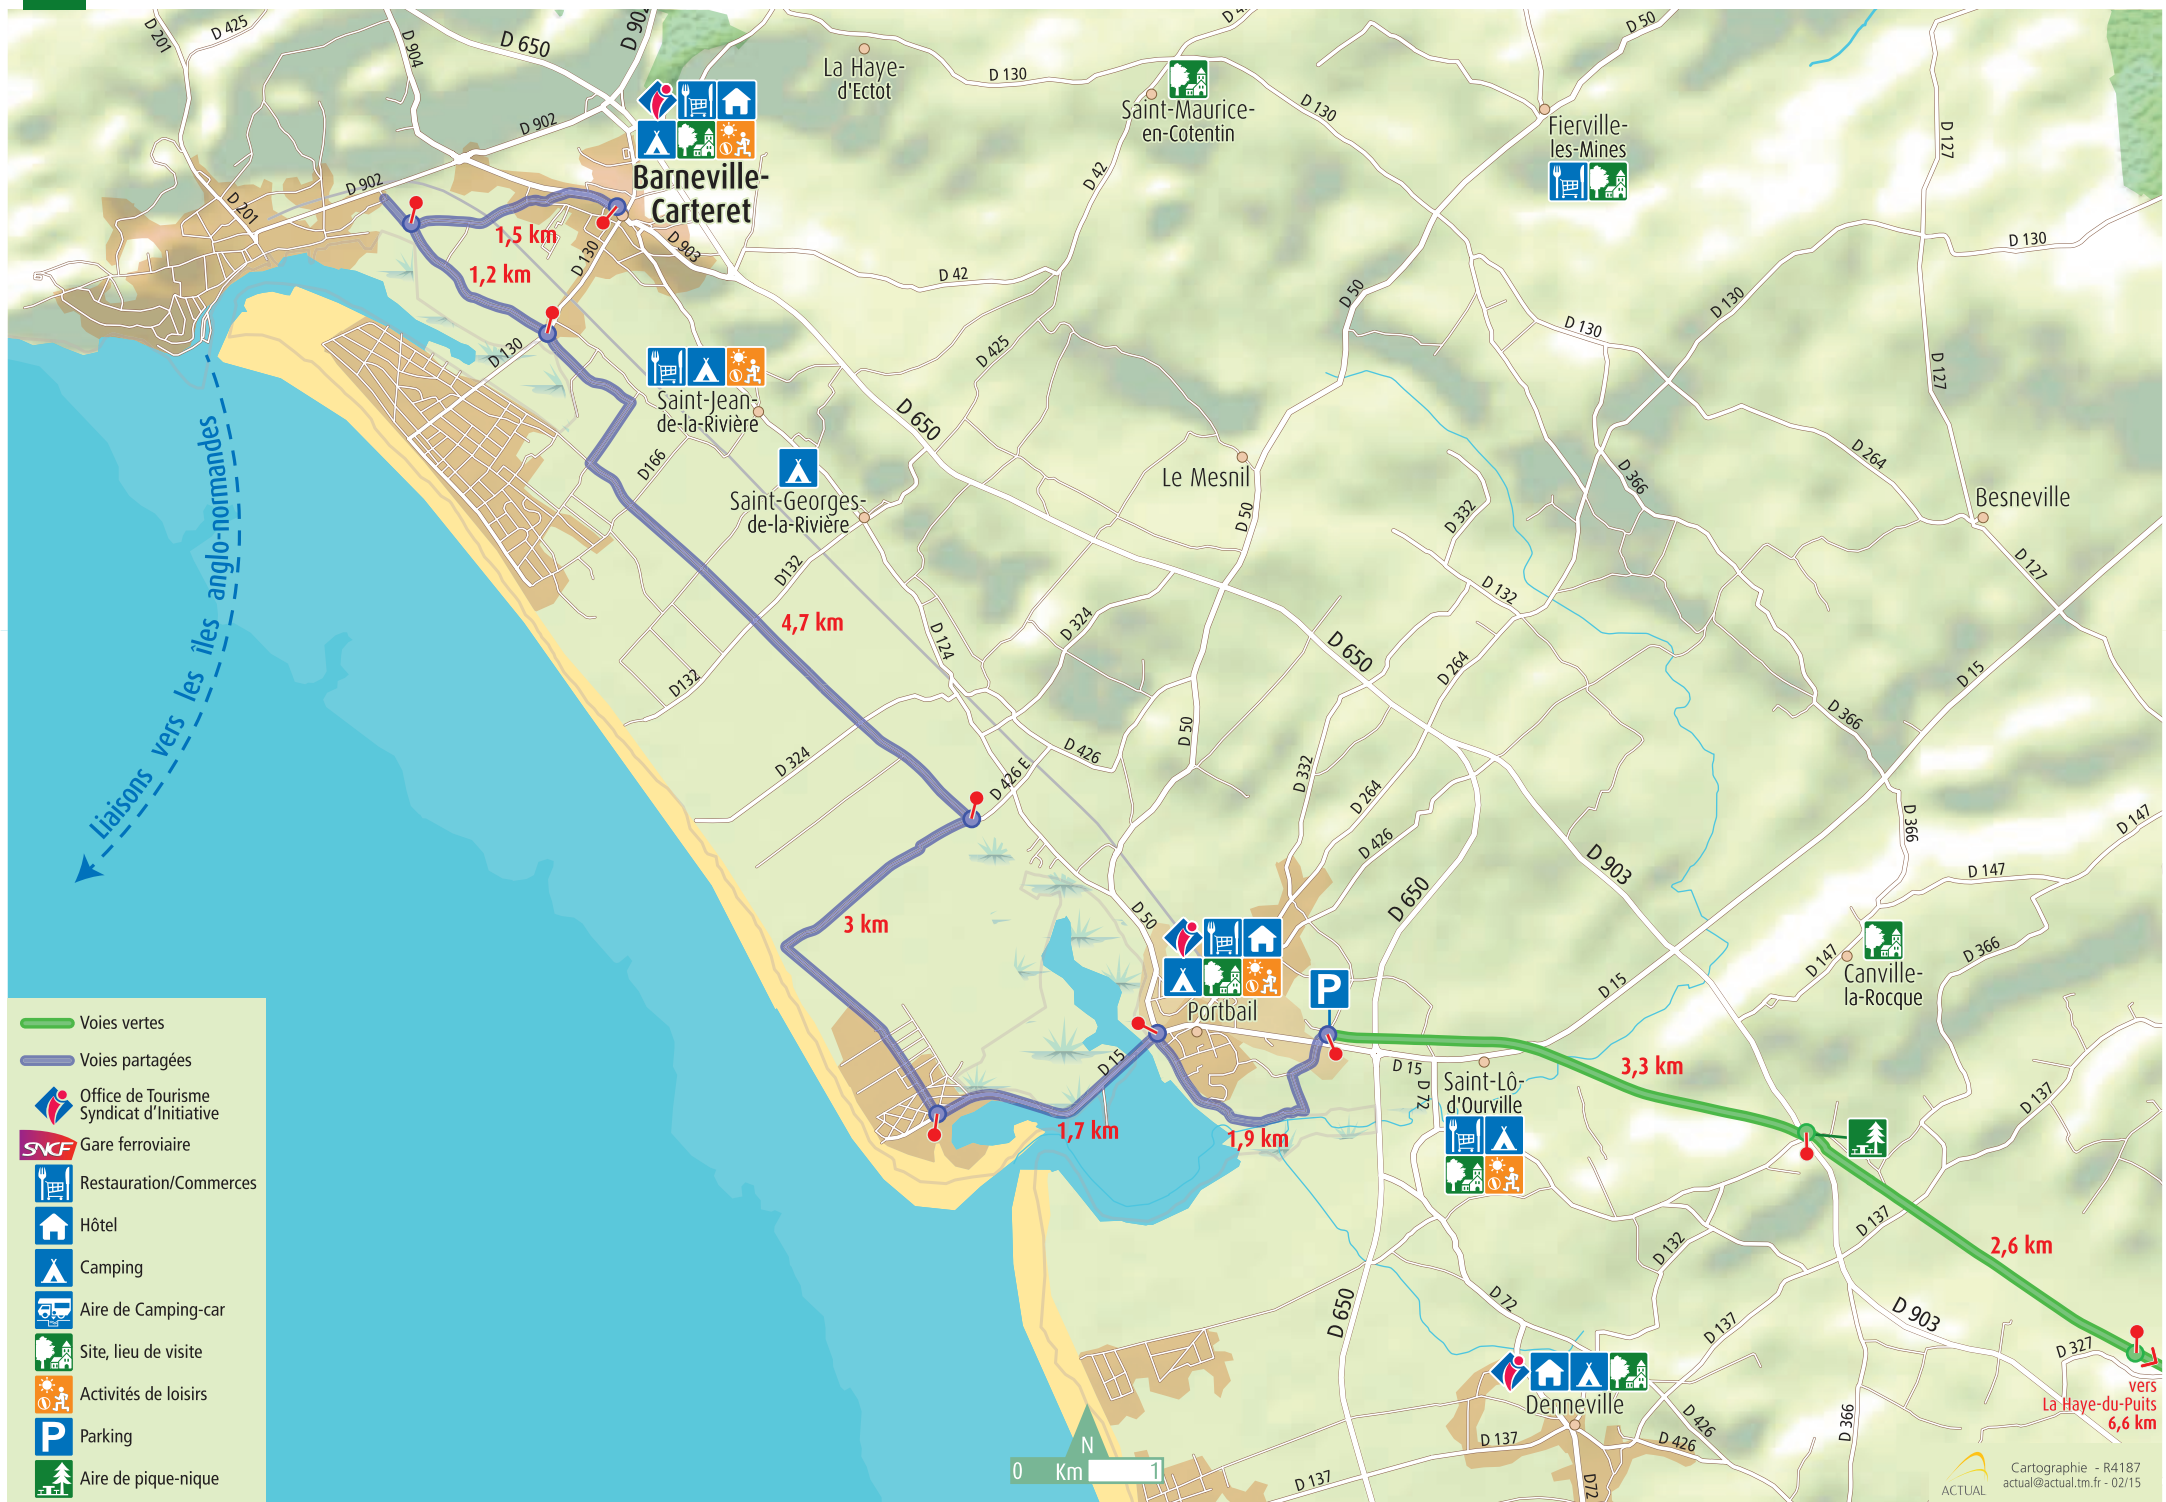 D 201
D 425
D 904
D 650
D 902
D 130
D 50
La Haye-
d'Ectot
Saint-Maurice-
en-Cotentin
D 130
D 42
Fierville-
les-Mines
D 127
D 902
D 902
D 201
Barneville-
Carteret
1,5 km
1,2 km
D 130
D 903
D 42
D 50
D 130
D 130
D 130
D 127
D 130
D 425
Saint-Jean-
de-la-Rivière
D 650
D166
Saint-Georges-
de-la-Rivière
Le Mesnil
D 50
D 332
D 366
D 264
Besneville
D 127
D132
D 132
4,7 km
D 124
D 324
D 650
D 264
D 15
D132
D 366
Liaisons vers les îles anglo-normandes
D 324
D 426 E
D 426
D 50
D 332
D 264
D 426
D 903
D 366
D 147
D 147
3 km
D 50
D 650
P
Portbail
D 15
D 147
D 366
Canville-
la-Rocque
D 15
D 15
D 72
Saint-Lô-
d'Ourville
3,3 km
D 137
1,7 km
1,9 km
D 132
D 137
2,6 km
D 650
D 72
D 137
D 903
D 327
vers
La Haye-du-Puits
6,6 km
Denneville
D 137
D 137
D 426
D 426
D72
D 366
N
0 Km 1
Voies vertes
Voies partagées
Office de Tourisme
Syndicat d'Initiative
SNCF Gare ferroviaire
Restauration/Commerces
Hôtel
Camping
Aire de Camping-car
Site, lieu de visite
Activités de loisirs
P Parking
Aire de pique-nique
ACTUAL
Cartographie - R4187
actual@actual.tm.fr - 02/15